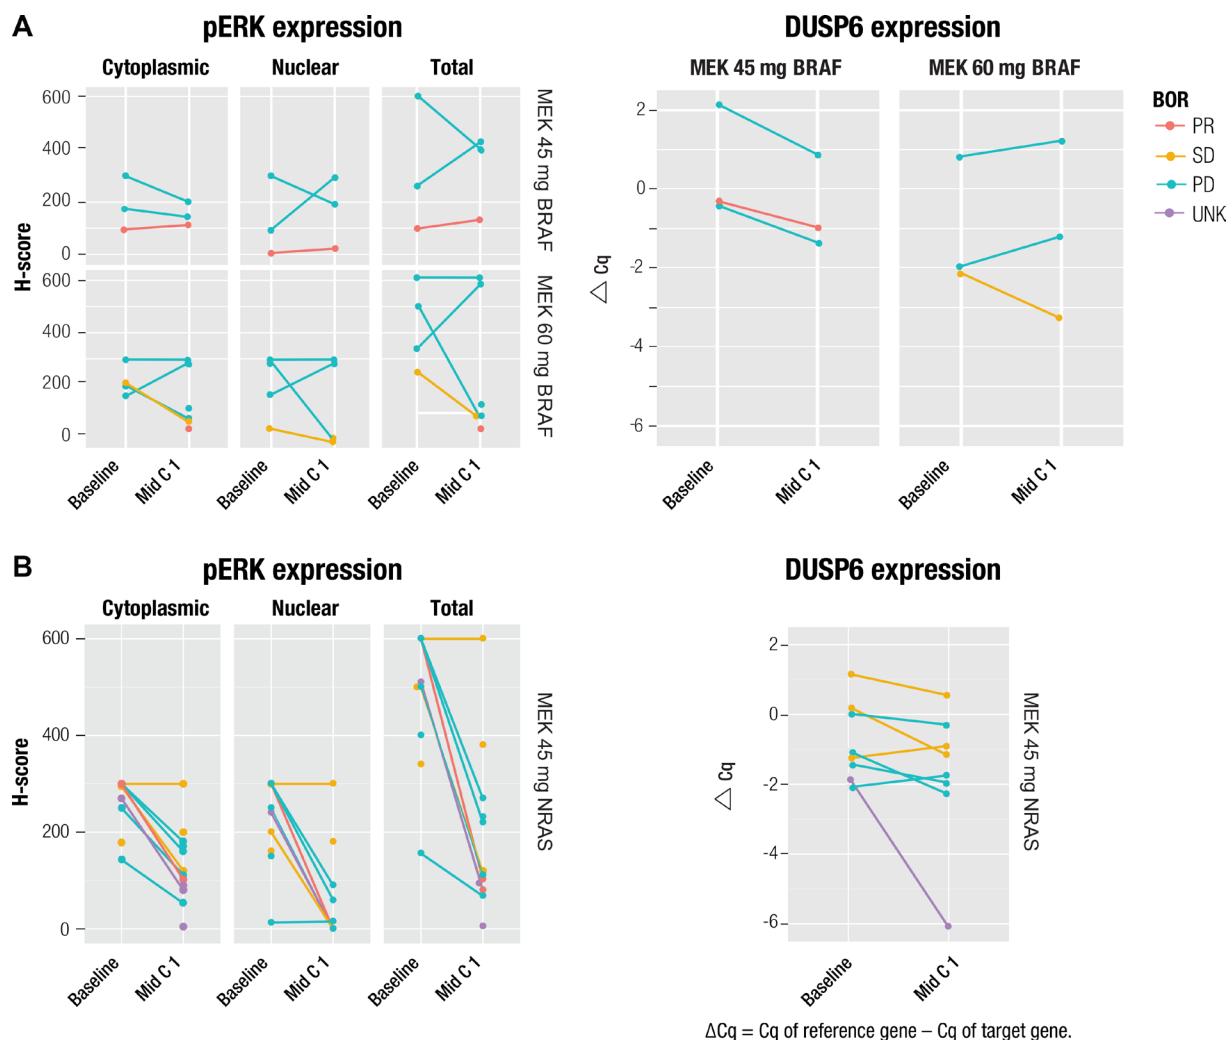 A
pERK expression
Cytoplasmic
Nuclear
Total
H-score
600
400
200
0
600
400
200
0
MEK 45 mg BRAF
MEK 60 mg BRAF
Baseline
Mid C 1
Baseline
Mid C 1
Baseline
Mid C 1
DUSP6 expression
MEK 45 mg BRAF
MEK 60 mg BRAF
△ Cq
2
0
-2
-4
-6
Baseline
Mid C 1
Baseline
Mid C 1
BOR
PR
SD
PD
UNK
B
pERK expression
Cytoplasmic
Nuclear
Total
H-score
600
400
200
0
MEK 45 mg NRAS
Baseline
Mid C 1
Baseline
Mid C 1
Baseline
Mid C 1
DUSP6 expression
△ Cq
2
0
-2
-4
-6
MEK 45 mg NRAS
Baseline
Mid C 1
ΔCq = Cq of reference gene – Cq of target gene.